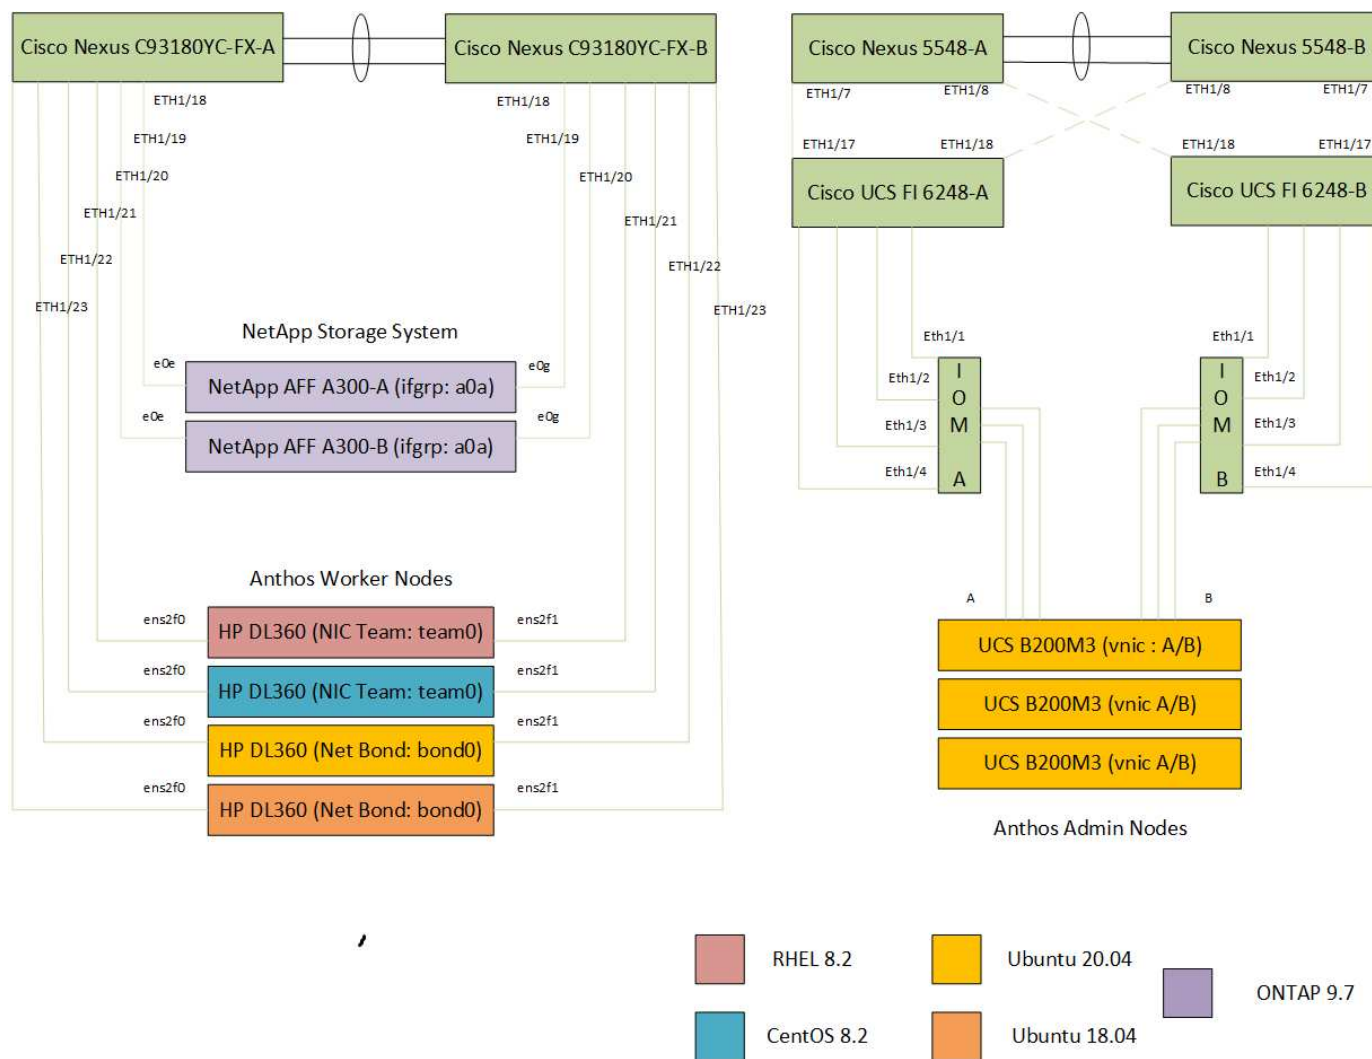 Cisco Nexus C93180YC-FX-A
Cisco Nexus C93180YC-FX-B
Cisco Nexus 5548-A
Cisco Nexus 5548-B
ETH1/18
ETH1/19
ETH1/20
ETH1/21
ETH1/22
ETH1/23
ETH1/18
ETH1/19
ETH1/20
ETH1/21
ETH1/22
ETH1/23
ETH1/7
ETH1/8
ETH1/8
ETH1/7
ETH1/17
ETH1/18
ETH1/18
ETH1/17
Cisco UCS FI 6248-A
Cisco UCS FI 6248-B
NetApp Storage System
e0e
NetApp AFF A300-A (ifgrp: a0a)
e0g
e0e
NetApp AFF A300-B (ifgrp: a0a)
e0g
Eth1/1
Eth1/2
Eth1/3
Eth1/4
I
O
M
A
Eth1/1
Eth1/2
Eth1/3
Eth1/4
I
O
M
B
Anthos Worker Nodes
ens2f0
HP DL360 (NIC Team: team0)
ens2f1
ens2f0
HP DL360 (NIC Team: team0)
ens2f1
ens2f0
HP DL360 (Net Bond: bond0)
ens2f1
ens2f0
HP DL360 (Net Bond: bond0)
ens2f1
A
B
UCS B200M3 (vnic : A/B)
UCS B200M3 (vnic A/B)
UCS B200M3 (vnic A/B)
Anthos Admin Nodes
RHEL 8.2
Ubuntu 20.04
ONTAP 9.7
CentOS 8.2
Ubuntu 18.04